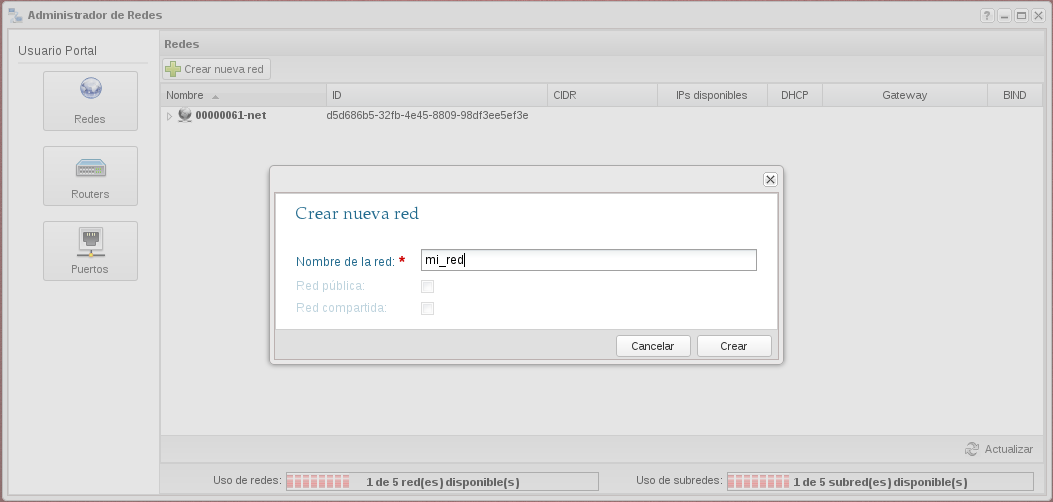 Administrador de Redes
Usuario Portal
Redes
Routers
Puertos
Redes
Crear nueva red
Nombre ID CIDR IPs disponibles DHCP Gateway BIND
00000061-net d5d686b5-32fb-4e45-8809-98df3ee5ef3e
Crear nueva red
Nombre de la red: * mi_red
Red pública:
Red compartida:
Cancelar Crear
Actualizar
Uso de redes: 1 de 5 red(es) disponible(s) Uso de subredes: 1 de 5 subred(es) disponible(s)